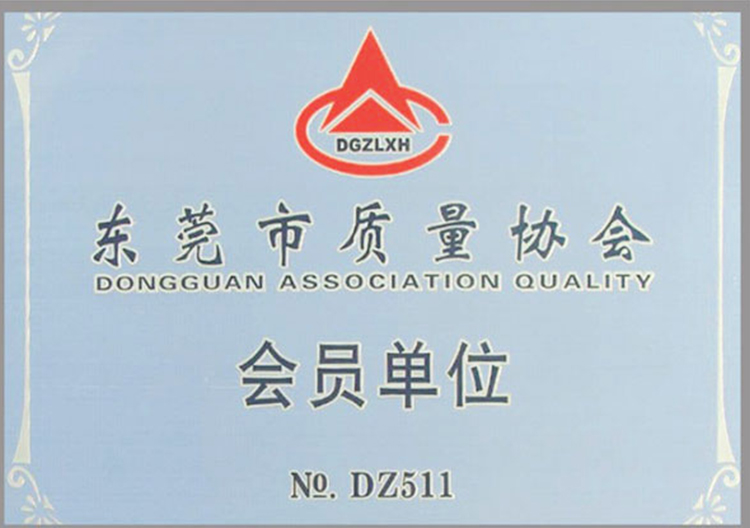 DGZLXH
东莞市质量协会
DONGGUAN ASSOCIATION QUALITY
会员单位
№. DZ511